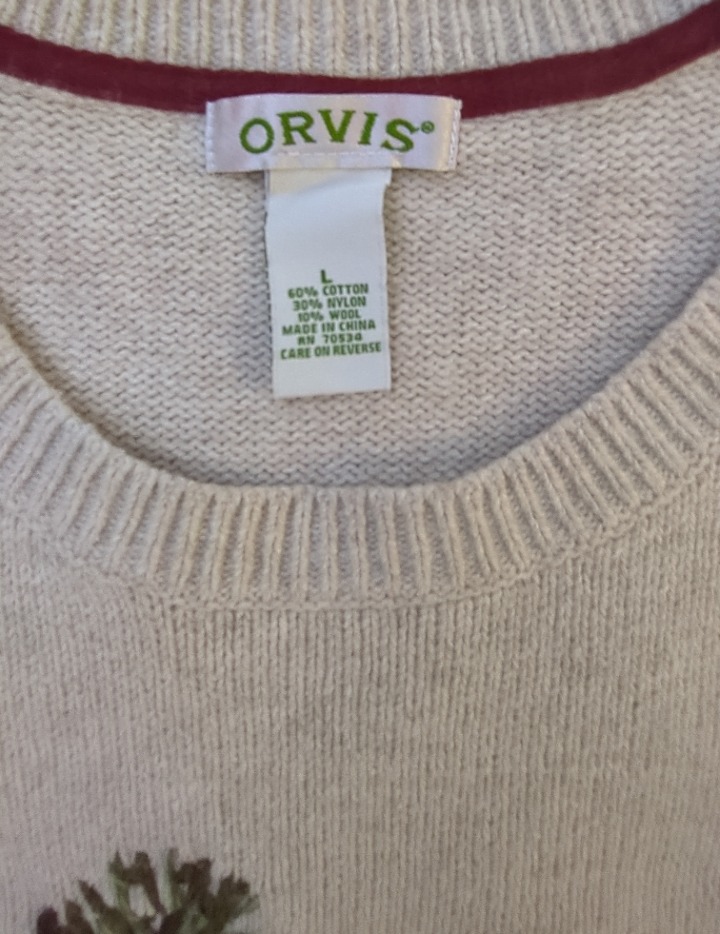 ORVIS®
L
60% COTTON
30% NYLON
10% WOOL
MADE IN CHINA
RN 70534
CARE ON REVERSE